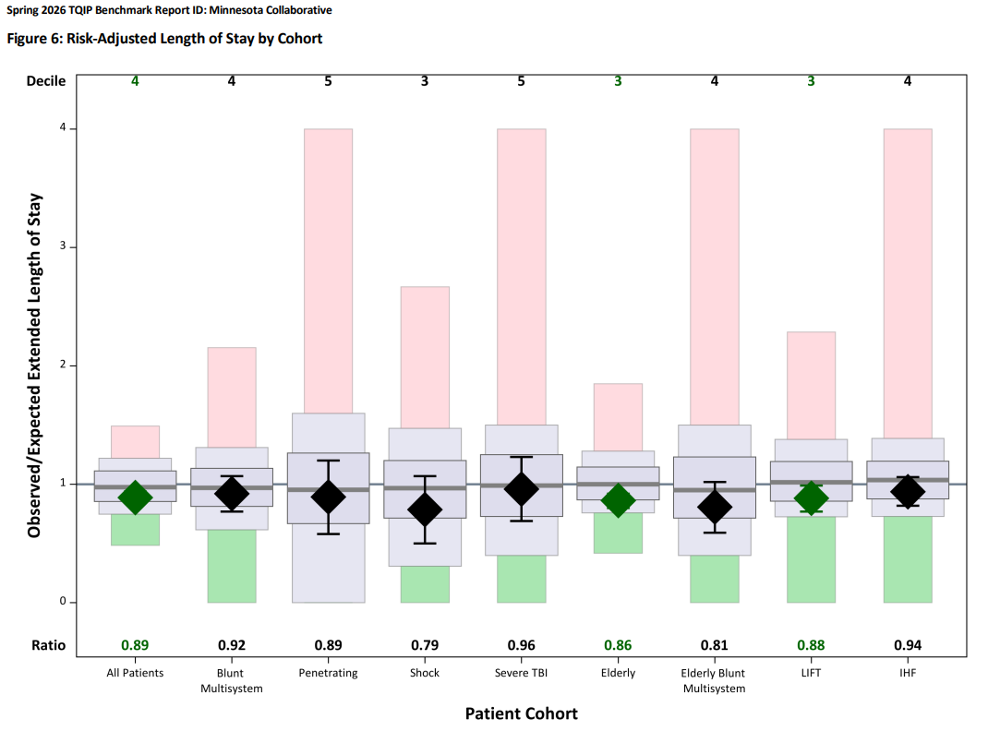 Spring 2026 TQIP Benchmark Report ID: Minnesota Collaborative
Figure 6: Risk-Adjusted Length of Stay by Cohort
Decile 4 4 5 3 5 3 4 3 4
Observed/Expected Extended Length of Stay
4
3
2
1
0
Ratio 0.89 0.92 0.89 0.79 0.96 0.86 0.81 0.88 0.94
All Patients Blunt Penetrating Shock Severe TBI Elderly Elderly Blunt LIFT IHF
Multisystem Multisystem
Patient Cohort